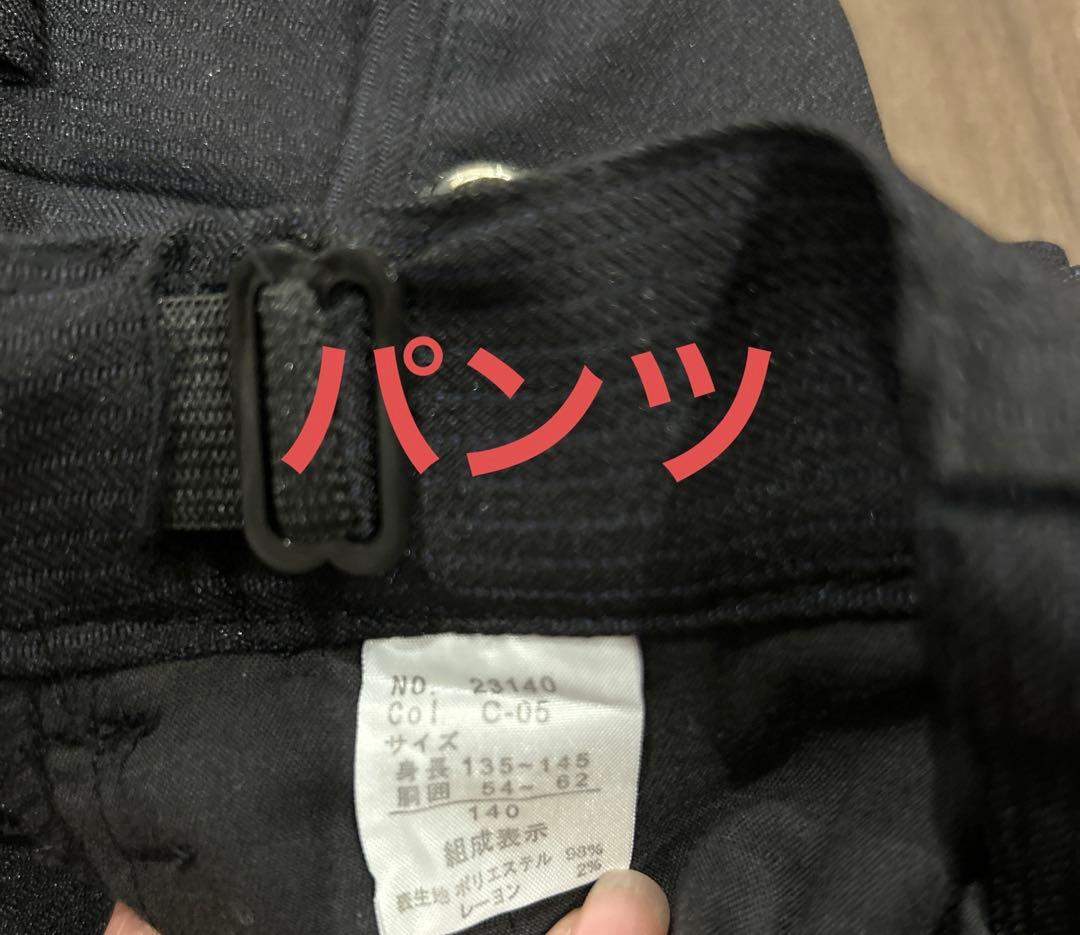 パンツ
NO. 23140
Col. C-05
サイズ
身長 135~145
胴囲 54~ 62
140
組成表示
表生地 ポリエステル 98%
レーヨン 2%